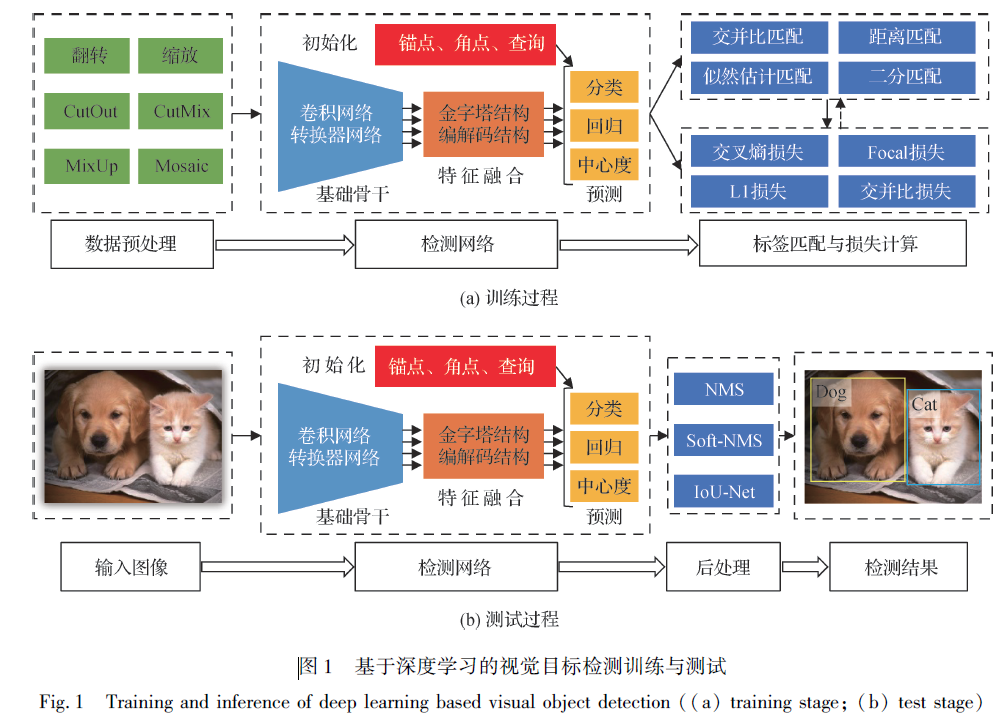 翻转 缩放
CutOut CutMix
MixUp Mosaic
初始化
锚点、角点、查询
卷积网络
转换器网络
基础骨干
金字塔结构
编解码结构
特征融合
分类
回归
中心度
预测
交并比匹配 距离匹配
似然估计匹配 二分匹配
交叉熵损失 Focal损失
L1损失 交并比损失
数据预处理 检测网络 标签匹配与损失计算
(a) 训练过程
初始化
锚点、角点、查询
卷积网络
转换器网络
基础骨干
金字塔结构
编解码结构
特征融合
分类
回归
中心度
预测
NMS
Soft-NMS
IoU-Net
Dog
Cat
输入图像 检测网络 后处理 检测结果
(b) 测试过程
图 1 基于深度学习的视觉目标检测训练与测试
Fig. 1 Training and inference of deep learning based visual object detection ((a) training stage; (b) test stage)